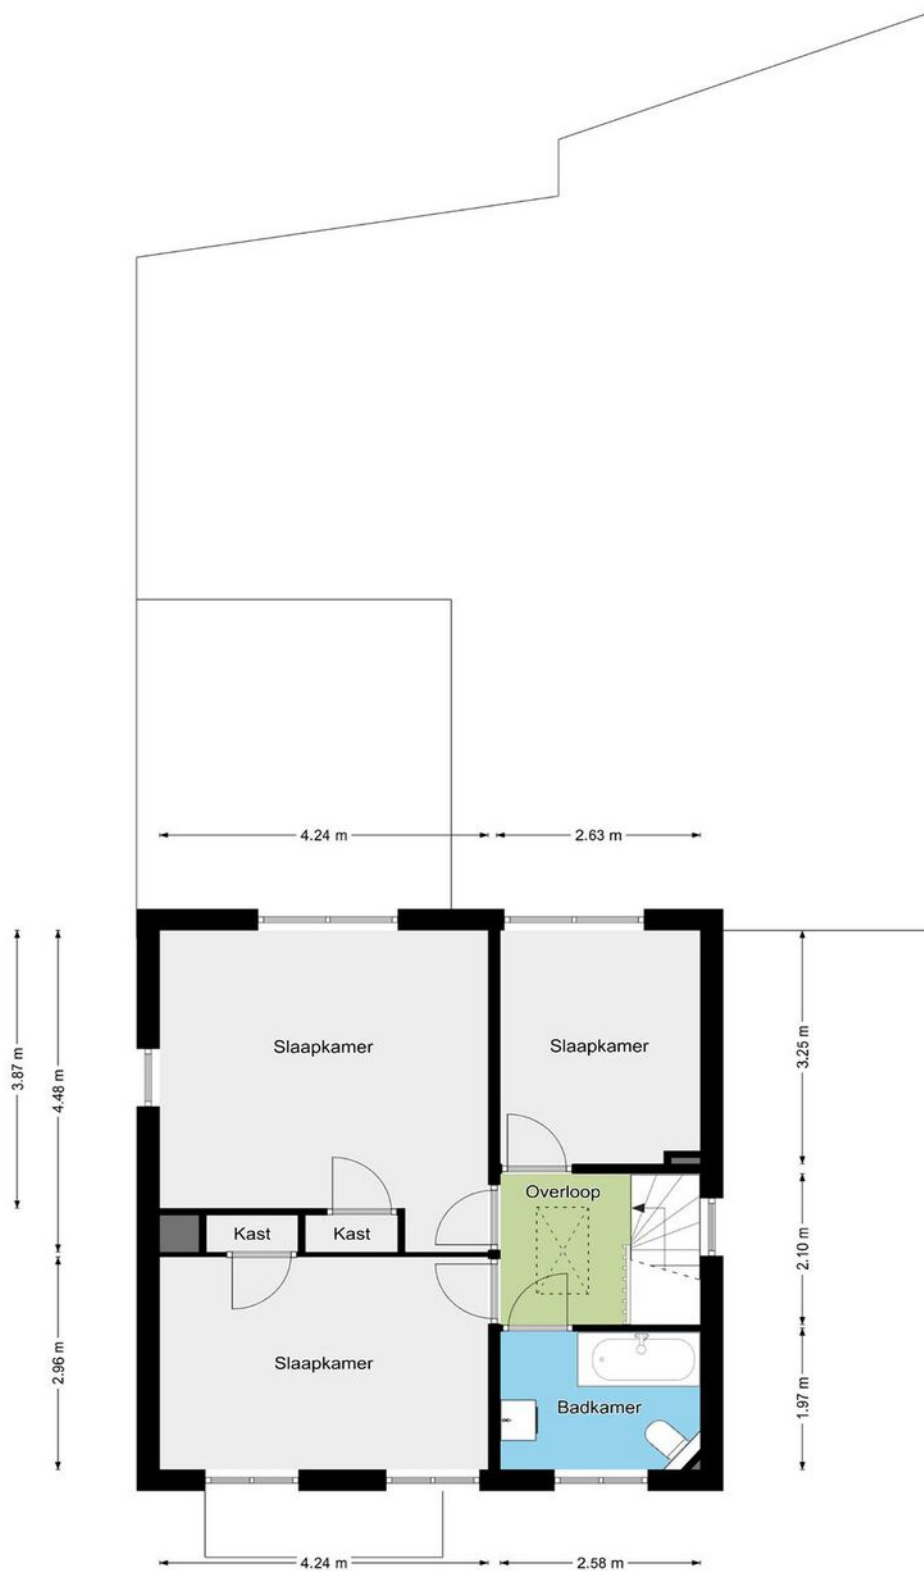 4.24 m
2.63 m
3.87 m
4.48 m
2.96 m
Slaapkamer
Slaapkamer
3.25 m
Overloop
Kast
Kast
2.10 m
Slaapkamer
Badkamer
1.97 m
4.24 m
2.58 m